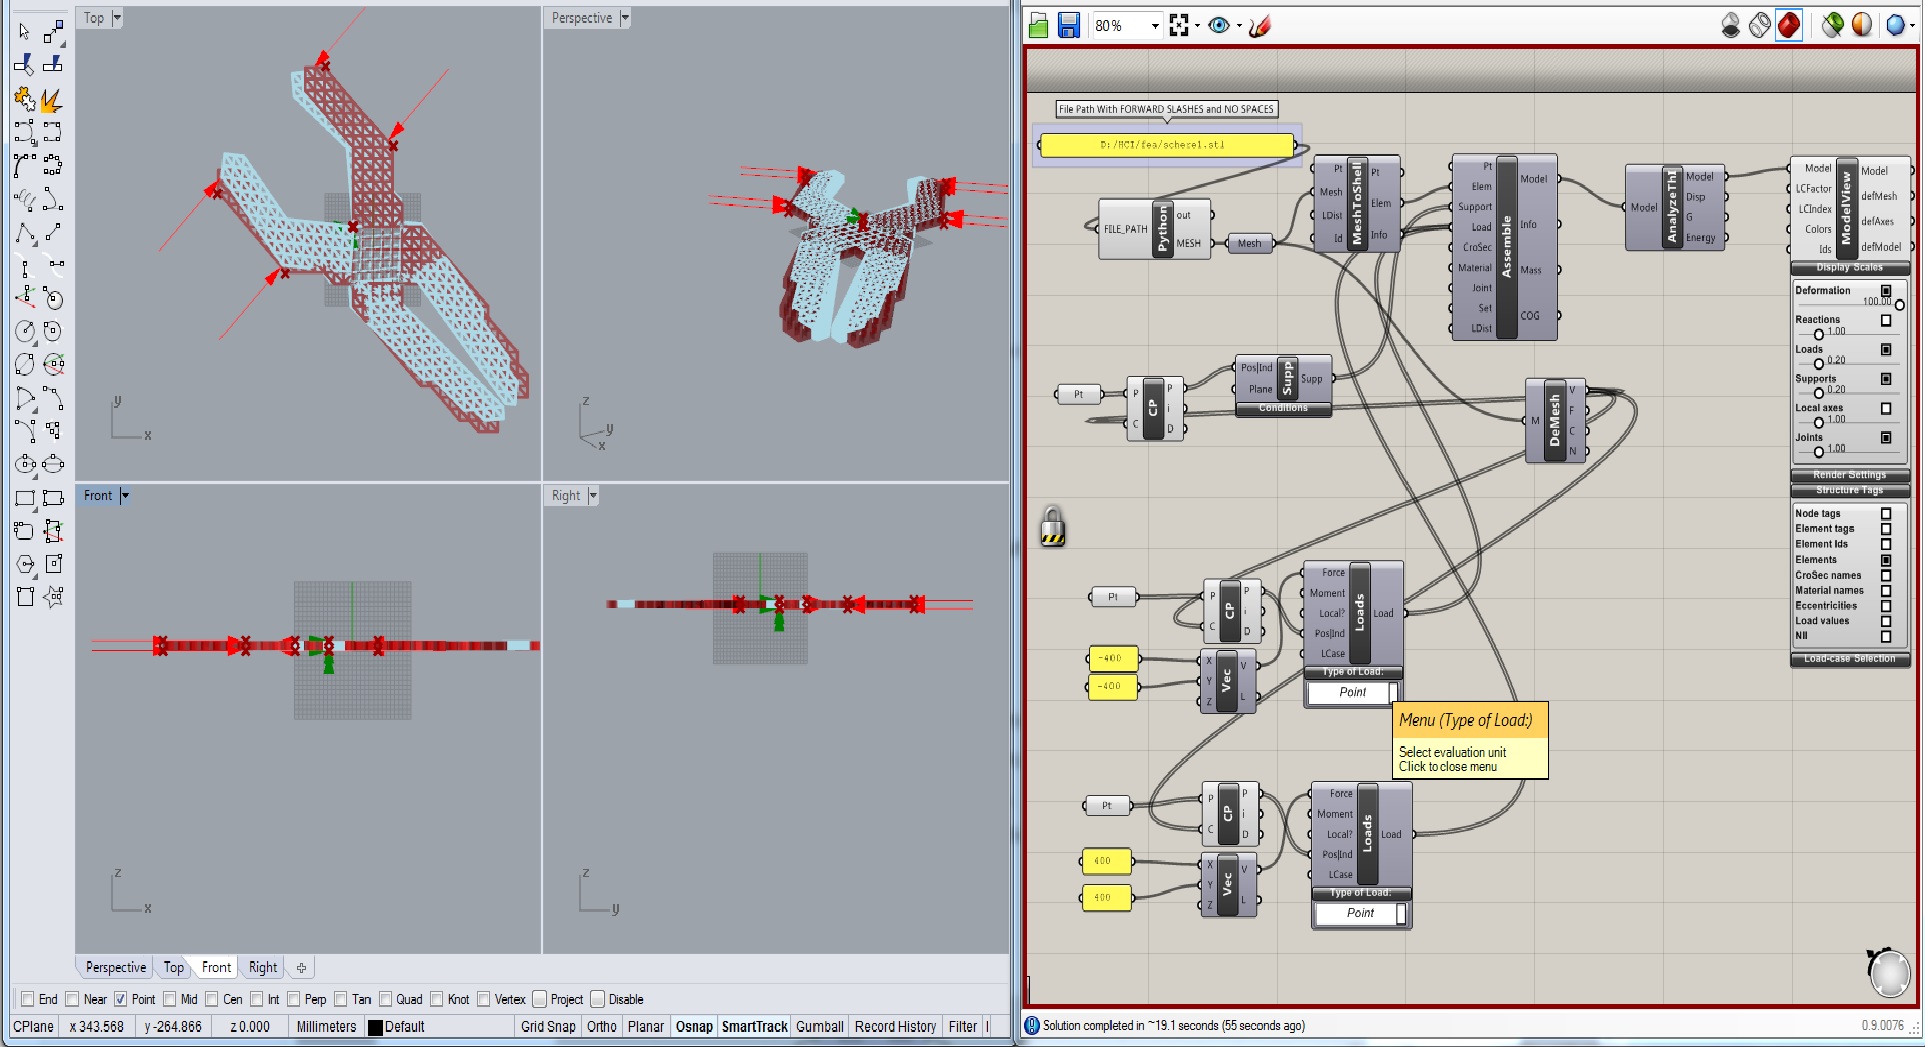 Top
Perspective
y
x
z
y
x
Front
Right
z
x
z
y
Perspective
Top
Front
Right
End
Near
Point
Mid
Cen
Int
Perp
Tan
Quad
Knot
Vertex
Project
Disable
CPlane
x 343.568
y -264.866
z 0.000
Millimeters
Default
Grid Snap
Ortho
Planar
Osnap
SmartTrack
Gumball
Record History
Filter
80%
File Path With FORWARD SLASHES and NO SPACES
D:/HCI/fea/schere1.stl
FILE_PATH
Python
out
MESH
Mesh
Pt
Mesh
LDist
Id
MeshToShell
Pt
Elem
Info
Pt
Elem
Support
Load
CroSec
Material
Joint
Set
LDist
Assemble
Model
Info
Mass
COG
Model
AnalyzeThI
Model
Disp
G
Energy
Model
LCFactor
LCIndex
Colors
Ids
ModelView
Model
defMesh
defAxes
defModel
Display Scales
Deformation
100.00
Reactions
1.00
Loads
0.20
Supports
0.20
Local axes
1.00
Joints
1.00
Render Settings
Structure Tags
Node tags
Element tags
Element Ids
Elements
CroSec names
Material names
Eccentricities
Load values
NII
Load-case Selection
Pt
P
C
CP
P
i
D
Pos|Ind
Plane
Supp
Supp
Conditions
M
DeMesh
V
F
C
N
Pt
P
C
CP
P
i
D
-400
-400
X
Y
Z
Vec
V
L
Force
Moment
Local?
Pos|Ind
LCase
Loads
Load
Type of Load:
Point
Menu (Type of Load:)
Select evaluation unit
Click to close menu
Pt
P
C
CP
P
i
D
400
400
X
Y
Z
Vec
V
L
Force
Moment
Local?
Pos|Ind
LCase
Loads
Load
Type of Load:
Point
Solution completed in ~19.1 seconds (55 seconds ago)
0.9.0076